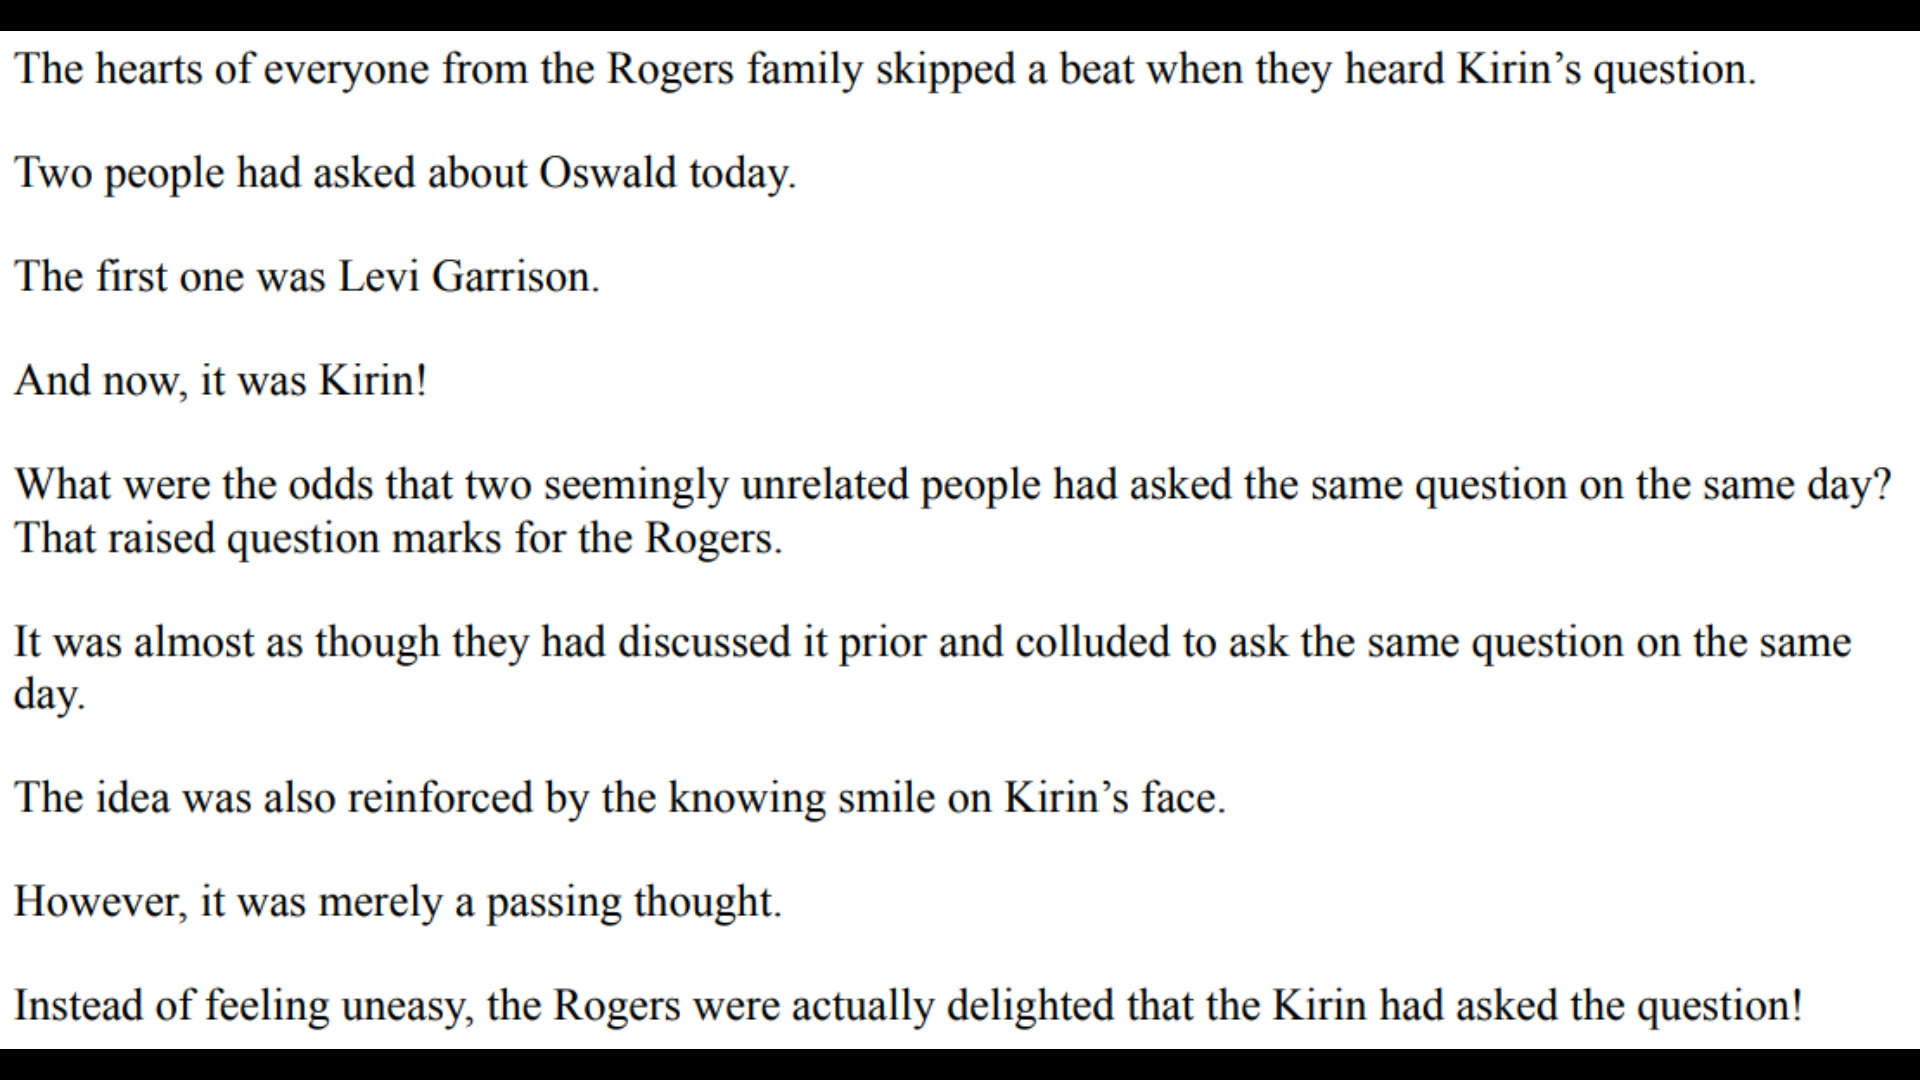 The hearts of everyone from the Rogers family skipped a beat when they heard Kirin’s question.
Two people had asked about Oswald today.
The first one was Levi Garrison.
And now, it was Kirin!
What were the odds that two seemingly unrelated people had asked the same question on the same day?
That raised question marks for the Rogers.
It was almost as though they had discussed it prior and colluded to ask the same question on the same
day.
The idea was also reinforced by the knowing smile on Kirin’s face.
However, it was merely a passing thought.
Instead of feeling uneasy, the Rogers were actually delighted that the Kirin had asked the question!